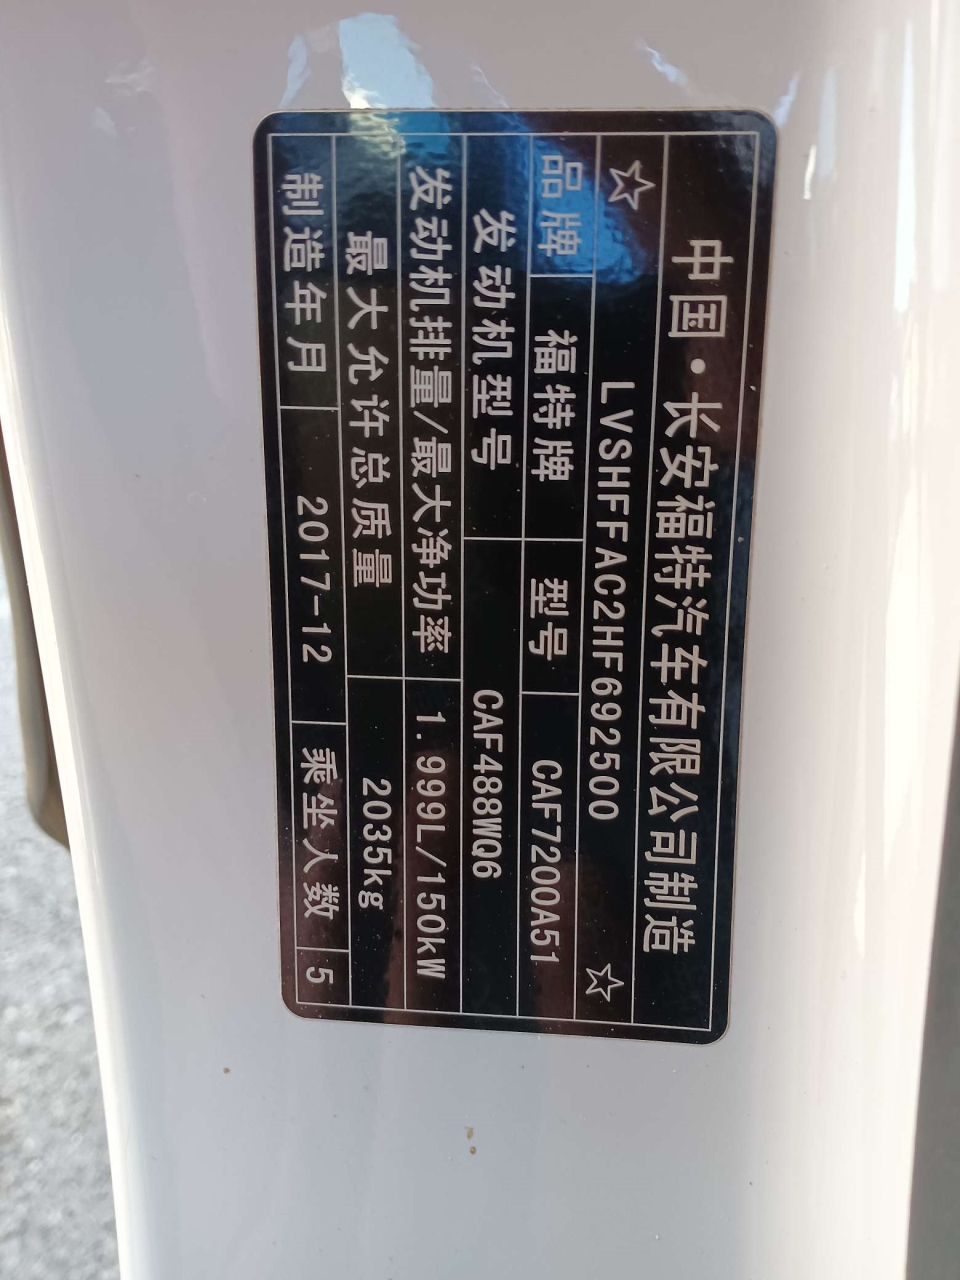 中国·长安福特汽车有限公司制造
☆ LVSHFFAC2HF692500 ☆
品牌 福特牌 型号 CAF7200A51
发动机型号 CAF488WQ6
发动机排量/最大净功率 1.999L/150kW
最大允许总质量 2035kg
制造年月 2017-12 乘坐人数 5